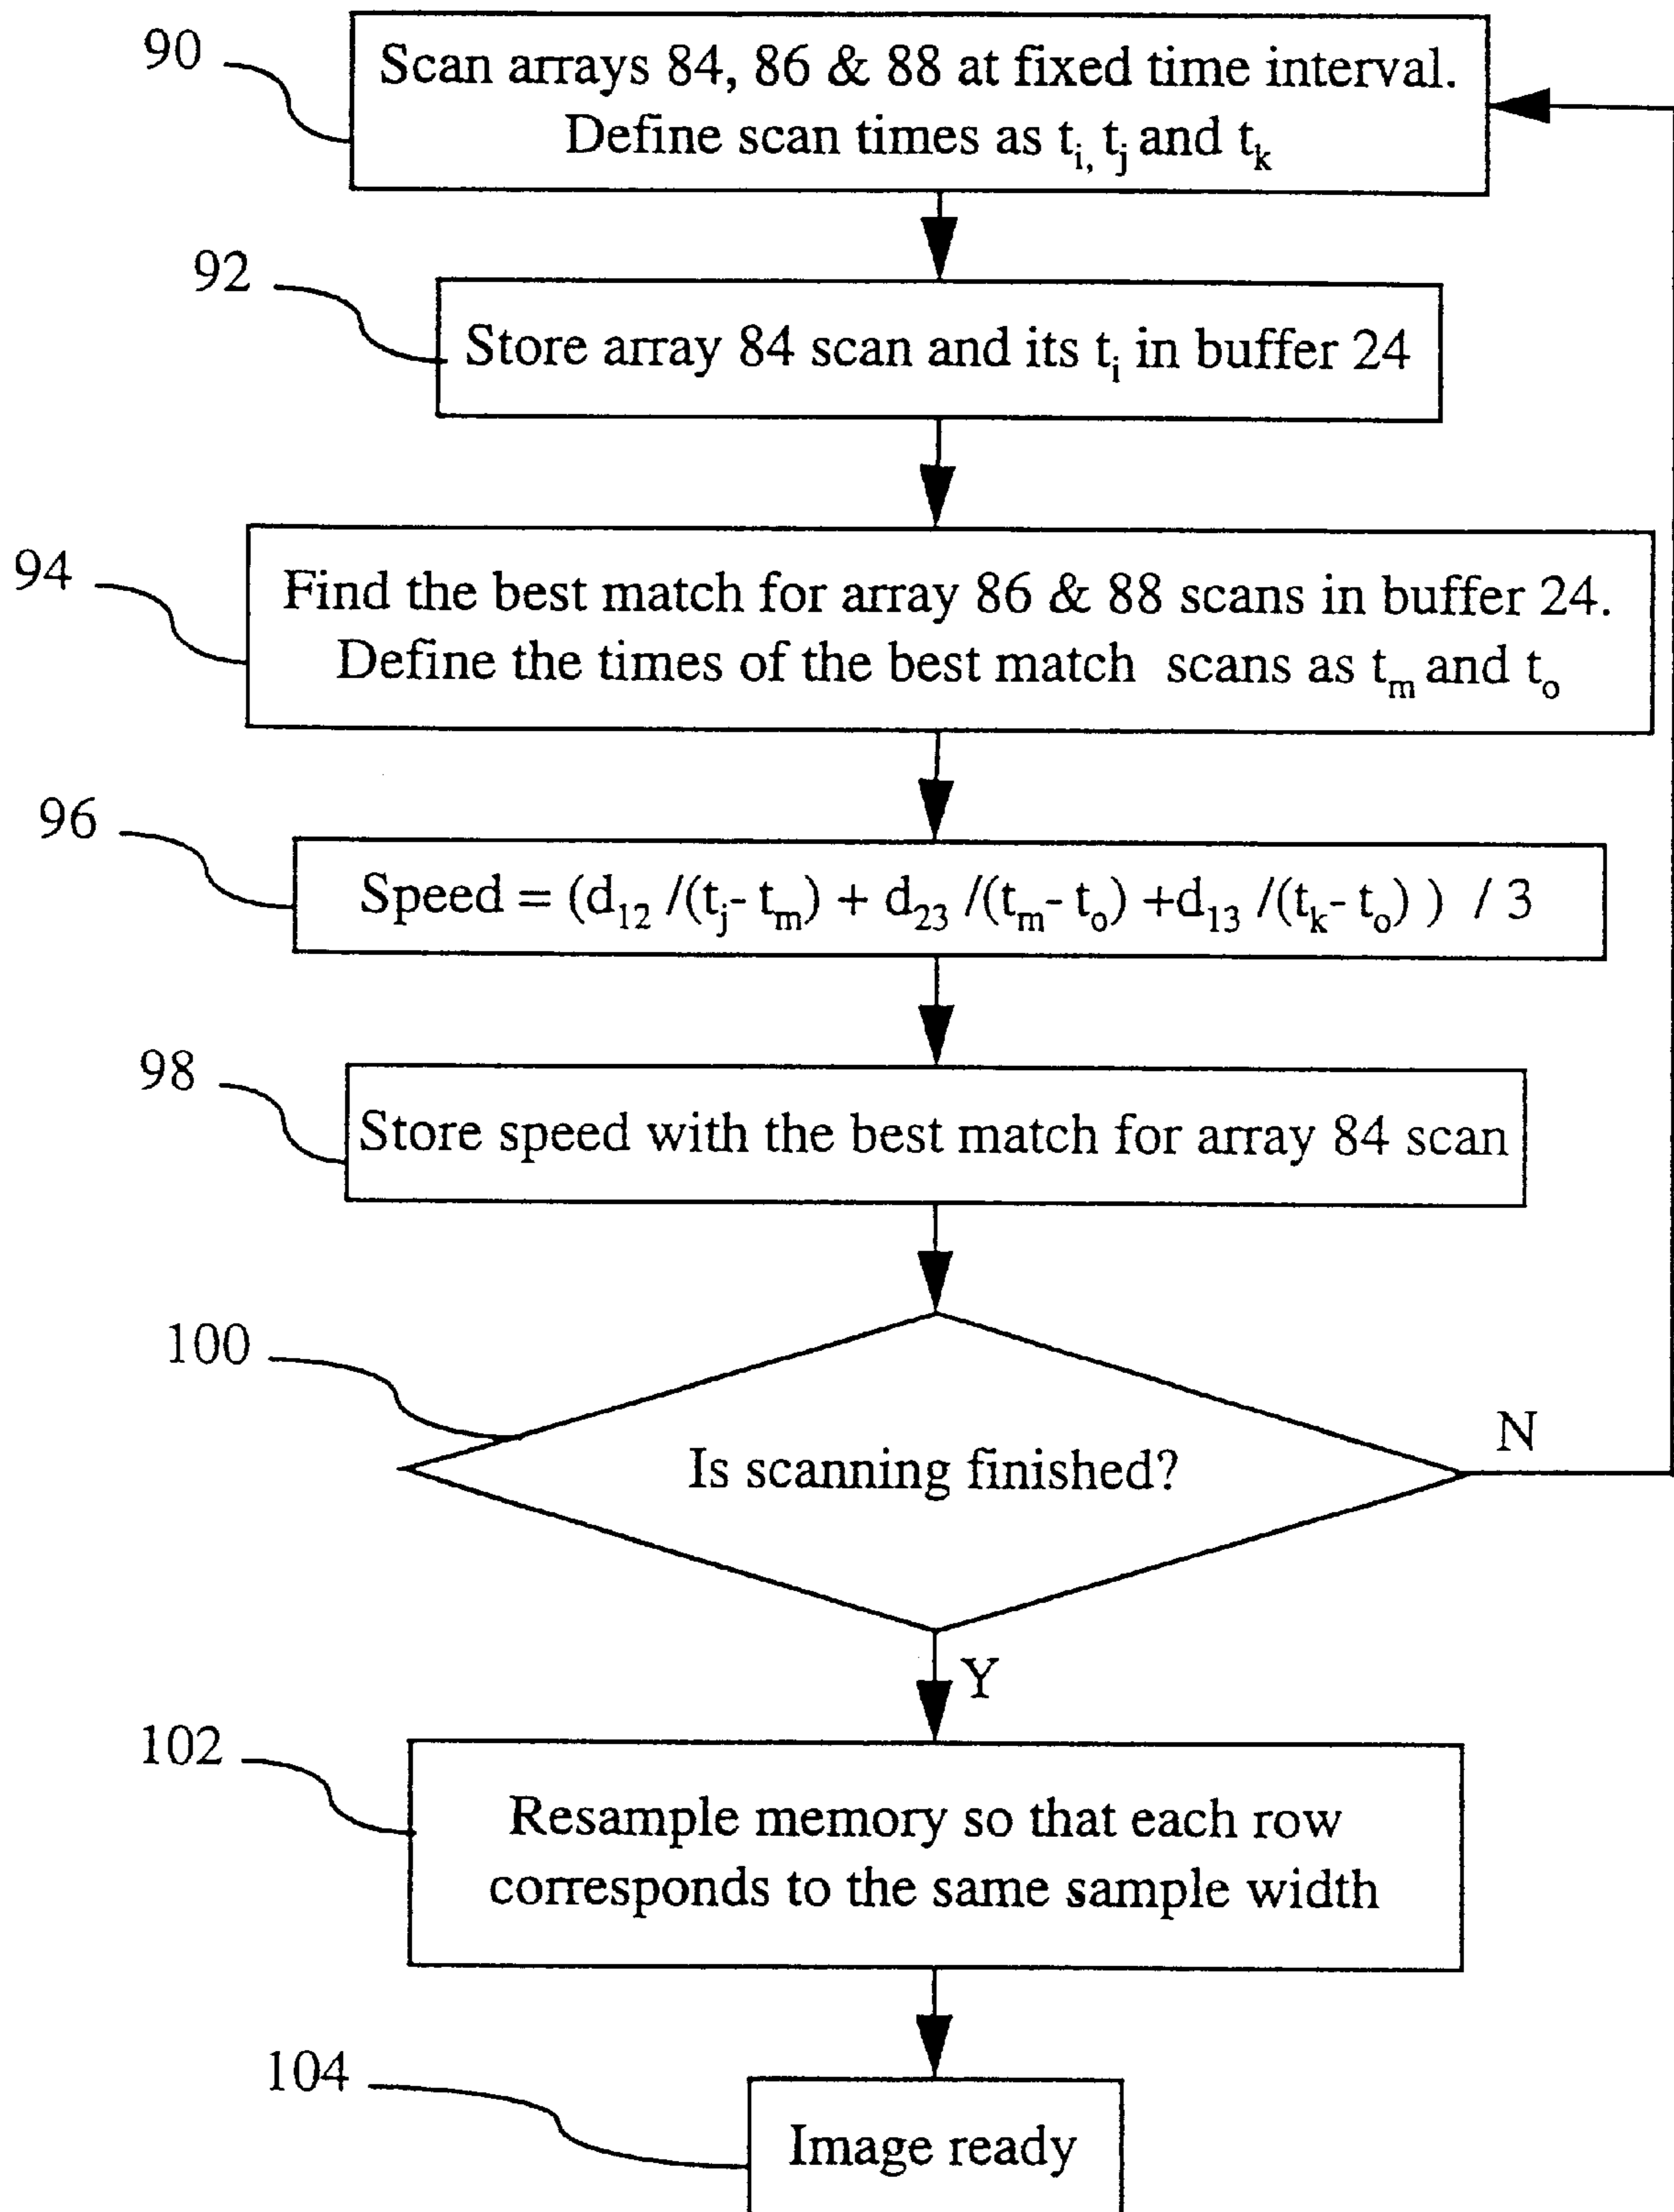 90
Scan arrays 84, 86 & 88 at fixed time interval.
Define scan times as tᵢ, tⱼ and tₖ
92
Store array 84 scan and its tᵢ in buffer 24
94
Find the best match for array 86 & 88 scans in buffer 24.
Define the times of the best match scans as tₘ and tₒ
96
Speed = (d₁₂ /(tⱼ- tₘ) + d₂₃ /(tₘ- tₒ) +d₁₃ /(tₖ- tₒ) ) / 3
98
Store speed with the best match for array 84 scan
100
Is scanning finished?
N
Y
102
Resample memory so that each row
corresponds to the same sample width
104
Image ready